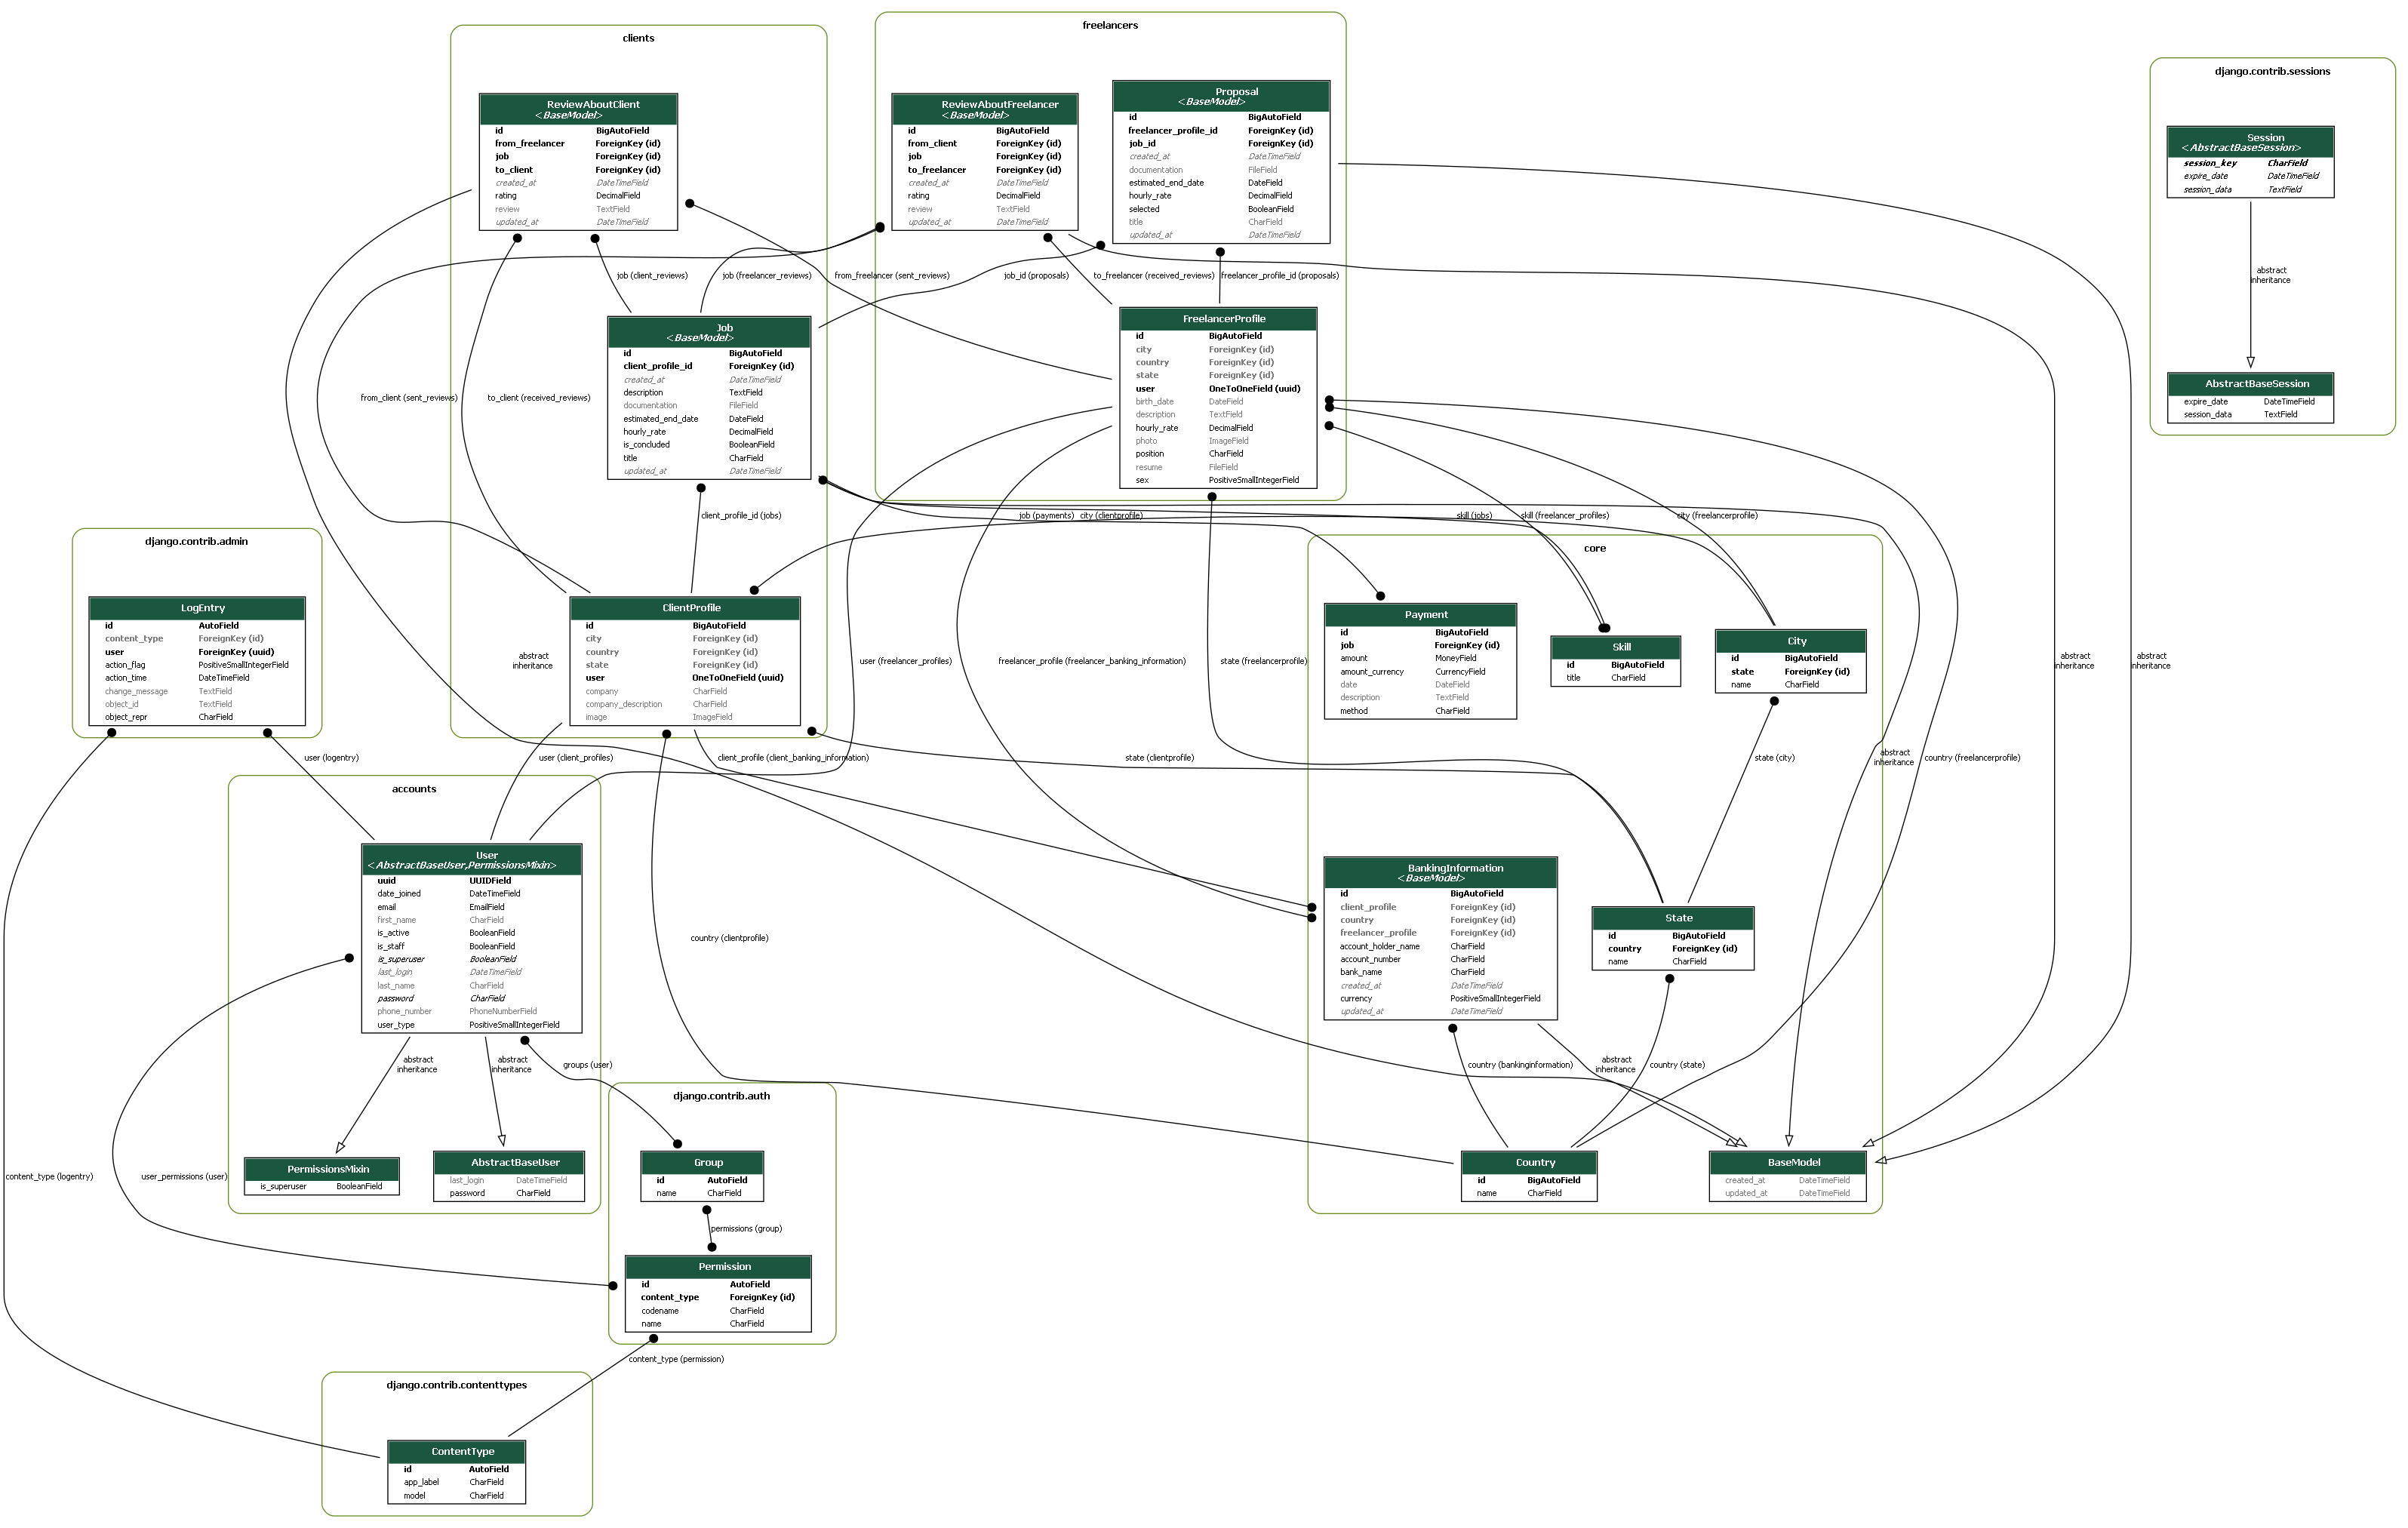 clients
ReviewAboutClient
<BaseModel>
id BigAutoField
from_freelancer ForeignKey (id)
job ForeignKey (id)
to_client ForeignKey (id)
created_at DateTimeField
rating DecimalField
review TextField
updated_at DateTimeField
freelancers
ReviewAboutFreelancer
<BaseModel>
id BigAutoField
from_client ForeignKey (id)
job ForeignKey (id)
to_freelancer ForeignKey (id)
created_at DateTimeField
rating DecimalField
review TextField
updated_at DateTimeField
Proposal
<BaseModel>
id BigAutoField
freelancer_profile_id ForeignKey (id)
job_id ForeignKey (id)
created_at DateTimeField
documentation FileField
estimated_end_date DateField
hourly_rate DecimalField
selected BooleanField
title CharField
updated_at DateTimeField
django.contrib.sessions
Session
<AbstractBaseSession>
session_key CharField
expire_date DateTimeField
session_data TextField
abstract
inheritance
AbstractBaseSession
expire_date DateTimeField
session_data TextField
job (client_reviews)
job (freelancer_reviews)
from_freelancer (sent_reviews)
job_id (proposals)
to_freelancer (received_reviews)
freelancer_profile_id (proposals)
Job
<BaseModel>
id BigAutoField
client_profile_id ForeignKey (id)
created_at DateTimeField
description TextField
documentation FileField
estimated_end_date DateField
hourly_rate DecimalField
is_concluded BooleanField
title CharField
updated_at DateTimeField
FreelancerProfile
id BigAutoField
city ForeignKey (id)
country ForeignKey (id)
state ForeignKey (id)
user OneToOneField (uuid)
birth_date DateField
description TextField
hourly_rate DecimalField
photo ImageField
position CharField
resume FileField
sex PositiveSmallIntegerField
from_client (sent_reviews)
to_client (received_reviews)
client_profile_id (jobs)
job (payments)
city (clientprofile)
skill (jobs)
skill (freelancer_profiles)
city (freelancerprofile)
django.contrib.admin
LogEntry
id AutoField
content_type ForeignKey (id)
user ForeignKey (uuid)
action_flag PositiveSmallIntegerField
action_time DateTimeField
change_message TextField
object_id TextField
object_repr CharField
ClientProfile
id BigAutoField
city ForeignKey (id)
country ForeignKey (id)
state ForeignKey (id)
user OneToOneField (uuid)
company CharField
company_description CharField
image ImageField
abstract
inheritance
user (freelancer_profiles)
freelancer_profile (freelancer_banking_information)
state (freelancerprofile)
core
Payment
id BigAutoField
job ForeignKey (id)
amount MoneyField
amount_currency CurrencyField
date DateField
description TextField
method CharField
Skill
id BigAutoField
title CharField
City
id BigAutoField
state ForeignKey (id)
name CharField
abstract
inheritance
abstract
inheritance
user (logentry)
user (client_profiles)
client_profile (client_banking_information)
state (clientprofile)
state (city)
abstract
inheritance
country (freelancerprofile)
accounts
User
<AbstractBaseUser,PermissionsMixin>
uuid UUIDField
date_joined DateTimeField
email EmailField
first_name CharField
is_active BooleanField
is_staff BooleanField
is_superuser BooleanField
last_login DateTimeField
last_name CharField
password CharField
phone_number PhoneNumberField
user_type PositiveSmallIntegerField
country (clientprofile)
BankingInformation
<BaseModel>
id BigAutoField
client_profile ForeignKey (id)
country ForeignKey (id)
freelancer_profile ForeignKey (id)
account_holder_name CharField
account_number CharField
bank_name CharField
created_at DateTimeField
currency PositiveSmallIntegerField
updated_at DateTimeField
State
id BigAutoField
country ForeignKey (id)
name CharField
abstract
inheritance
abstract
inheritance
groups (user)
country (bankinginformation)
abstract
inheritance
country (state)
content_type (logentry)
user_permissions (user)
PermissionsMixin
is_superuser BooleanField
AbstractBaseUser
last_login DateTimeField
password CharField
django.contrib.auth
Group
id AutoField
name CharField
permissions (group)
Permission
id AutoField
content_type ForeignKey (id)
codename CharField
name CharField
Country
id BigAutoField
name CharField
BaseModel
created_at DateTimeField
updated_at DateTimeField
content_type (permission)
django.contrib.contenttypes
ContentType
id AutoField
app_label CharField
model CharField